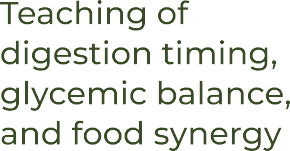 Teaching of
digestion timing,
glycemic balance,
and food synergy